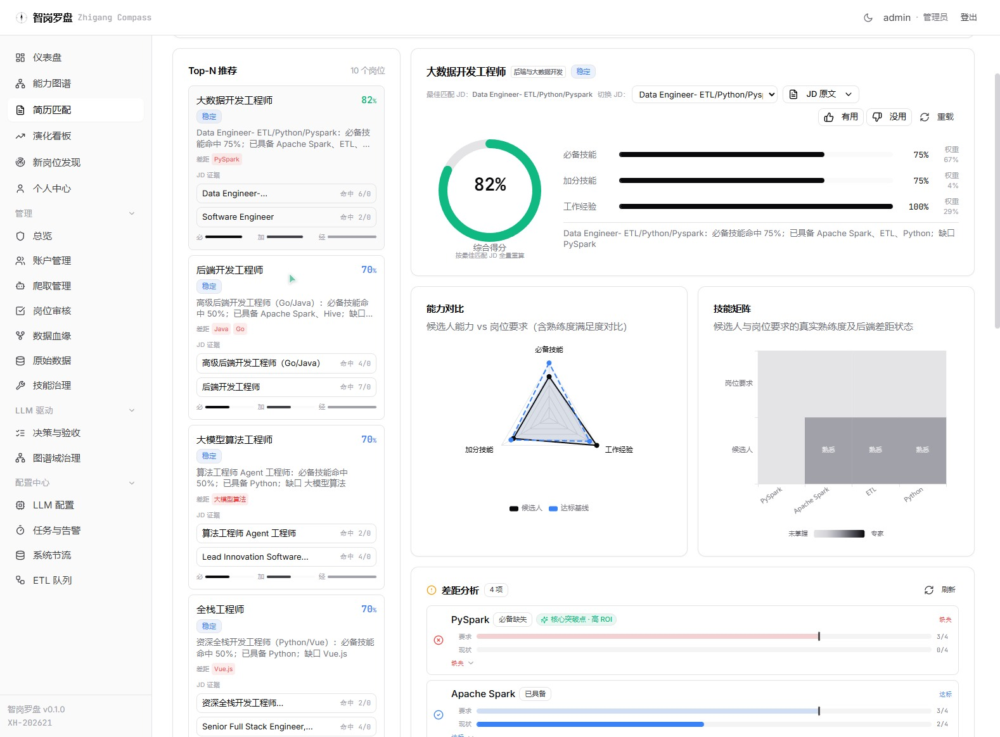 智岗罗盘 Zhigang Compass
admin · 管理员 登出
仪表盘
能力图谱
简历匹配
演化看板
新岗位发现
个人中心
管理
总览
账户管理
爬取管理
岗位审核
数据血缘
原始数据
技能治理
LLM 驱动
决策与验收
图谱域治理
配置中心
LLM 配置
任务与告警
系统节流
ETL 队列
智岗罗盘 v0.1.0
XH-202621
Top-N 推荐 10 个岗位
大数据开发工程师 82%
稳定
Data Engineer- ETL/Python/Pyspark：必备技
能命中 75%；已具备 Apache Spark、ETL、...
差距 PySpark
JD 证据
Data Engineer-... 命中 6/0
Software Engineer 命中 2/0
必 加 经
后端开发工程师 70%
稳定
高级后端开发工程师（Go/Java）：必备技能命
中 50%；已具备 Apache Spark、Hive；缺口...
差距 Java Go
JD 证据
高级后端开发工程师（Go/Java） 命中 4/0
后端开发工程师 命中 7/0
必 加 经
大模型算法工程师 70%
稳定
算法工程师 Agent 工程师：必备技能命中
50%；已具备 Python；缺口 大模型算法
差距 大模型算法
JD 证据
算法工程师 Agent 工程师 命中 2/0
Lead Innovation Software... 命中 4/0
必 加 经
全栈工程师 70%
稳定
资深全栈开发工程师（Python/Vue）：必备技能
命中 50%；已具备 Python；缺口 Vue.js
差距 Vue.js
JD 证据
资深全栈开发工程师... 命中 2/0
Senior Full Stack Engineer,... 命中 4/0
大数据开发工程师 后端与大数据开发 稳定
最佳匹配 JD: Data Engineer- ETL/Python/Pyspark 切换 JD: Data Engineer- ETL/Python/Pys JD 原文
有用 没用 重载
82%
综合得分
按最佳匹配 JD 全量重算
必备技能 75% 权重 67%
加分技能 75% 权重 4%
工作经验 100% 权重 29%
Data Engineer- ETL/Python/Pyspark：必备技能命中 75%；已具备 Apache Spark、ETL、Python；缺口
PySpark
能力对比
候选人能力 vs 岗位要求（含熟练度满足度对比）
必备技能
加分技能
工作经验
候选人 达标基线
技能矩阵
候选人与岗位要求的真实熟练度及后端差距状态
岗位要求
候选人 熟悉 熟悉 熟悉
PySpark Apache Spark ETL Python
未掌握 专家
差距分析 4 项 刷新
PySpark 必备缺失 核心突破点 · 高 ROI 缺失
要求 3/4
现状 0/4
缺失
Apache Spark 已具备 达标
要求 3/4
现状 2/4
达标